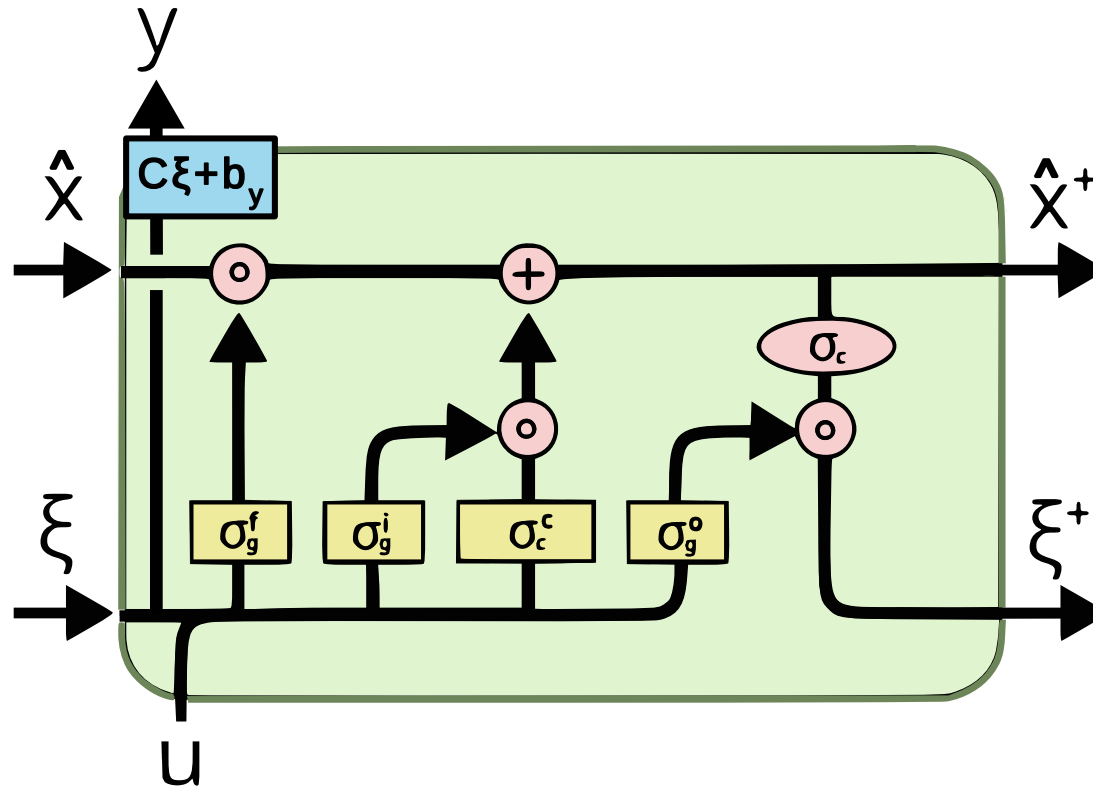 y
x̂
Cξ+b_y
x̂⁺
∘
+
σ_c
∘
∘
ξ
σ_g^f
σ_g^i
σ_c^c
σ_g^o
ξ⁺
u